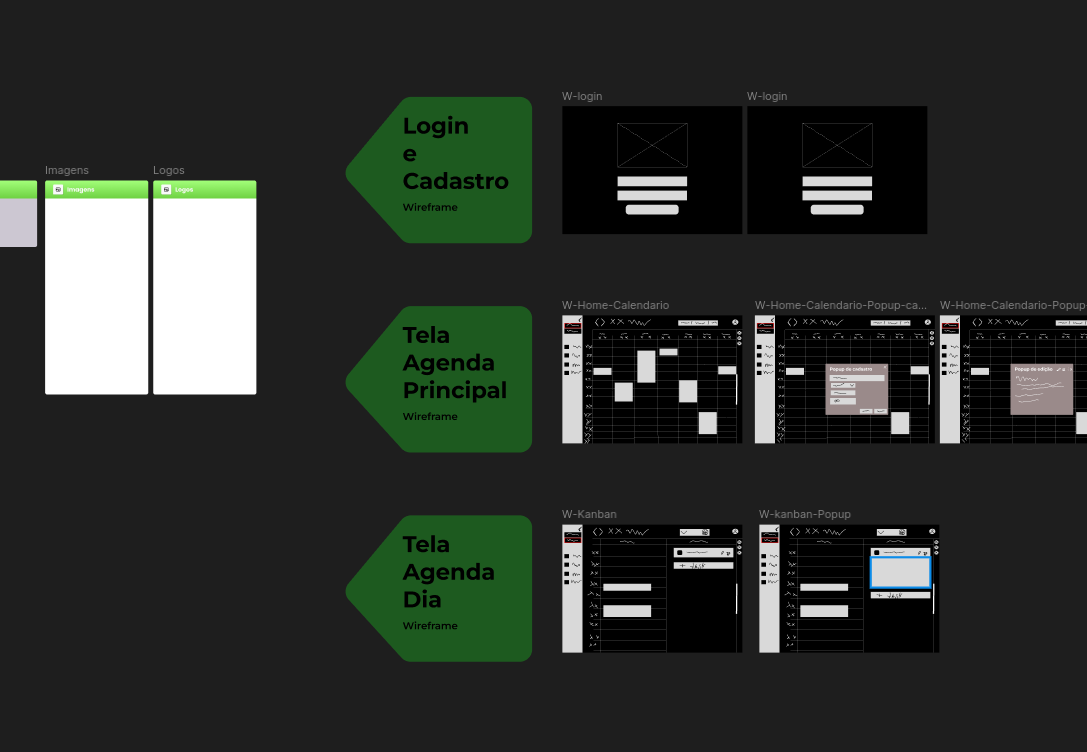 Imagens
Logos
Imagens
Logos
Login
e
Cadastro
Wireframe
W-login
W-login
Tela
Agenda
Principal
Wireframe
W-Home-Calendario
W-Home-Calendario-Popup-ca...
W-Home-Calendario-Popup-
Popup de cadastro
Popup de edição
Tela
Agenda
Dia
Wireframe
W-Kanban
W-kanban-Popup